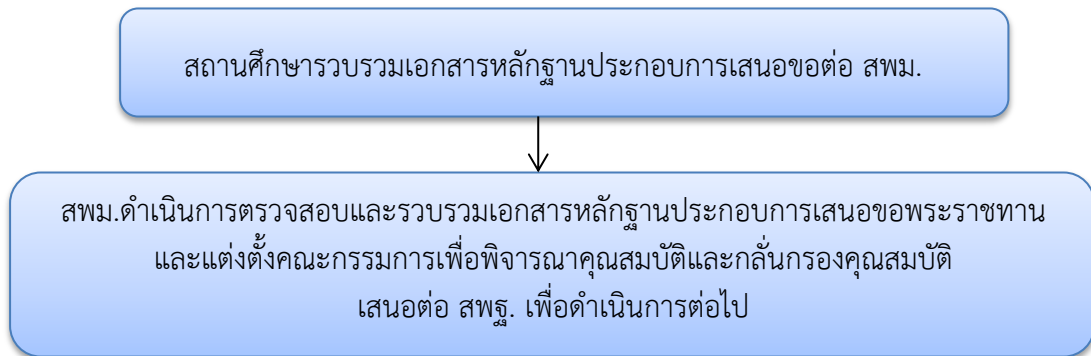 สถานศึกษารวบรวมเอกสารหลักฐานประกอบการเสนอขอต่อ สพม.
สพม.ดำเนินการตรวจสอบและรวบรวมเอกสารหลักฐานประกอบการเสนอขอพระราชทาน
และแต่งตั้งคณะกรรมการเพื่อพิจารณาคุณสมบัติและกลั่นกรองคุณสมบัติ
เสนอต่อ สพฐ. เพื่อดำเนินการต่อไป